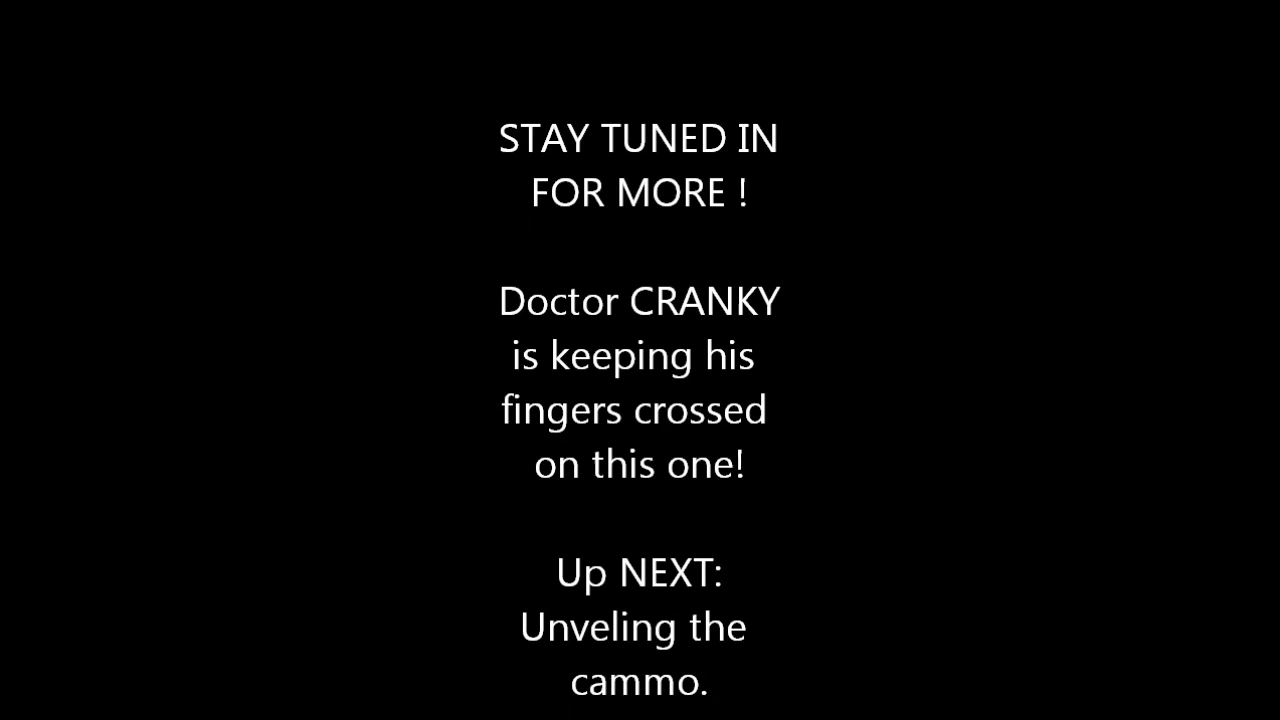 STAY TUNED IN
FOR MORE !
Doctor CRANKY
is keeping his
fingers crossed
on this one!
Up NEXT:
Unveling the
cammo.